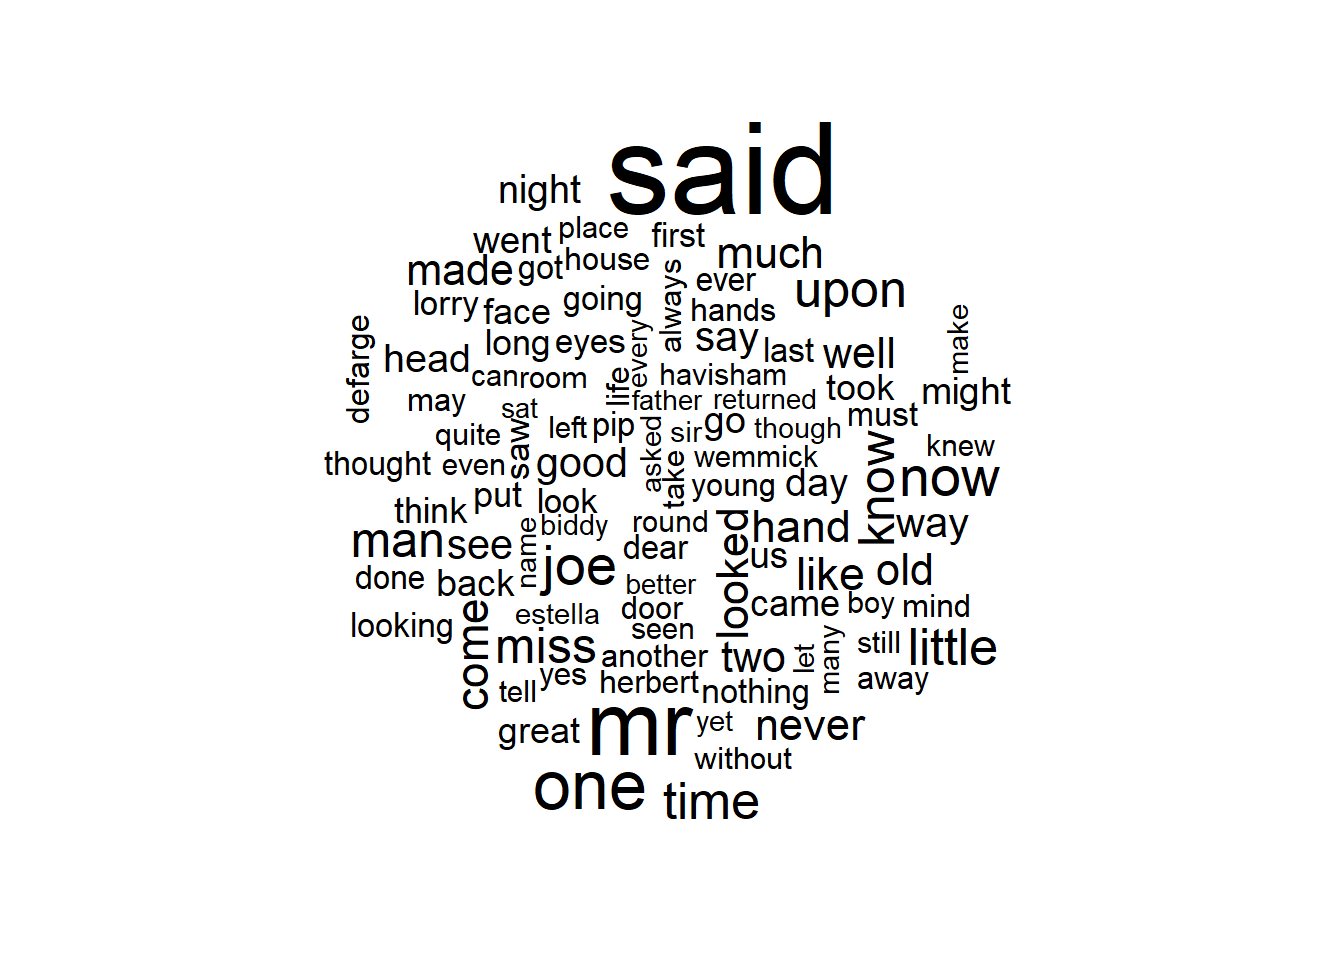 said
night
went place first much
made got house always ever upon
lorry face going hands
defarge head long eyes every say last well make
can room life havisham took might
may sat father returned must
quite saw left pip asked sir go though know knew
thought even good take wemmick young day now
think put look looked hand way
name biddy round
man see joe dear us like old
done back better
looking come estella door came boy mind
miss seen another two let many still little
tell yes herbert nothing away
great mr yet never
without
one time